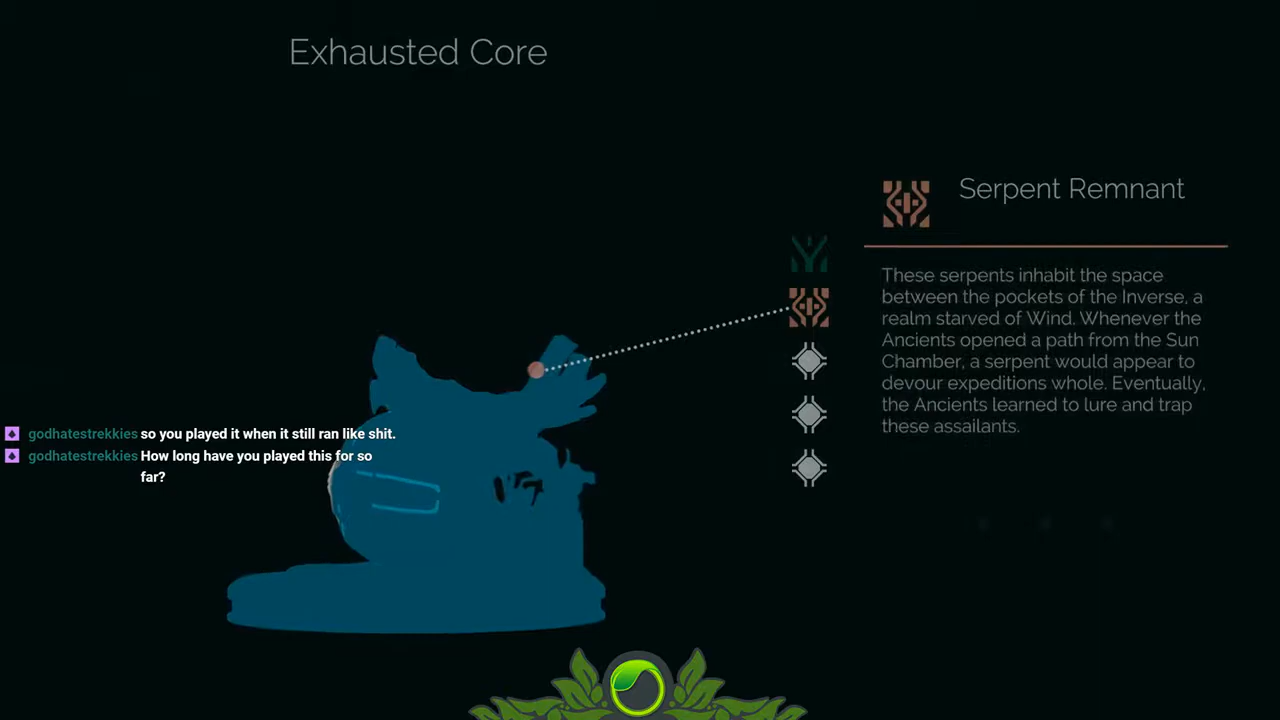 Exhausted Core
Serpent Remnant
These serpents inhabit the space
between the pockets of the Inverse, a
realm starved of Wind. Whenever the
Ancients opened a path from the Sun
Chamber, a serpent would appear to
devour expeditions whole. Eventually,
the Ancients learned to lure and trap
these assailants.
godhatestrekkies so you played it when it still ran like shit.
godhatestrekkies How long have you played this for so
far?